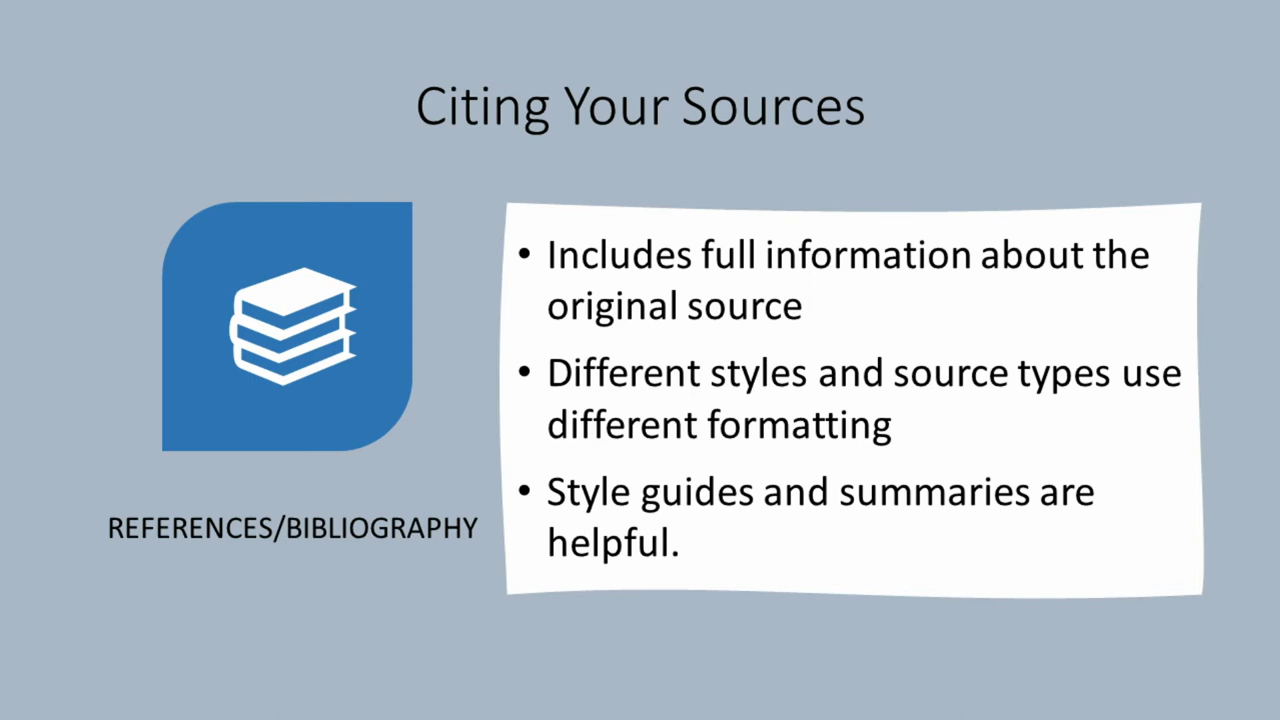 Citing Your Sources
• Includes full information about the
original source
• Different styles and source types use
different formatting
• Style guides and summaries are
helpful.
REFERENCES/BIBLIOGRAPHY